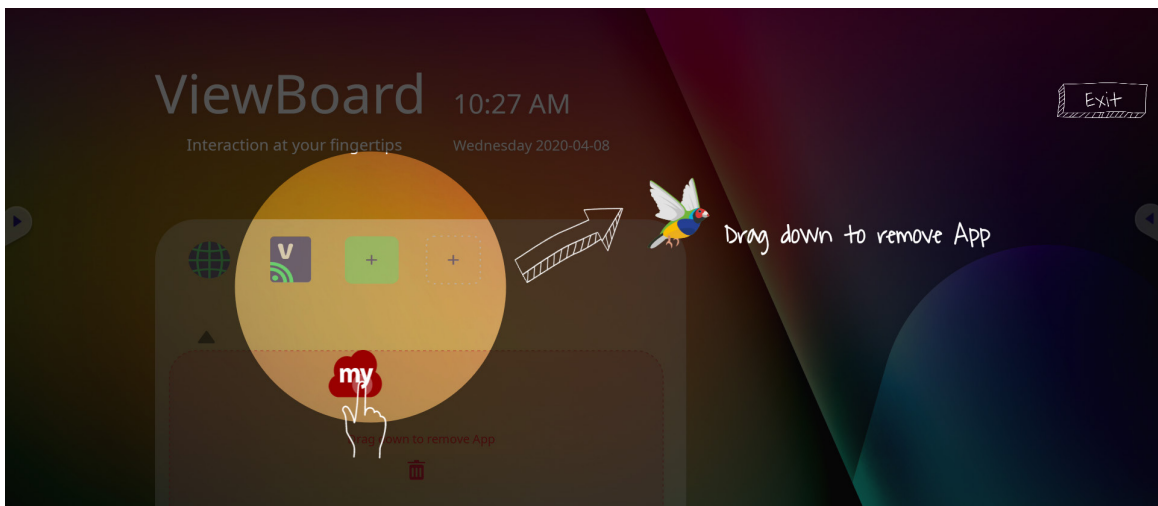 ViewBoard 10:27 AM
Exit
Interaction at your fingertips Wednesday 2020-04-08
Drag down to remove App
V + +
my
Drag down to remove App